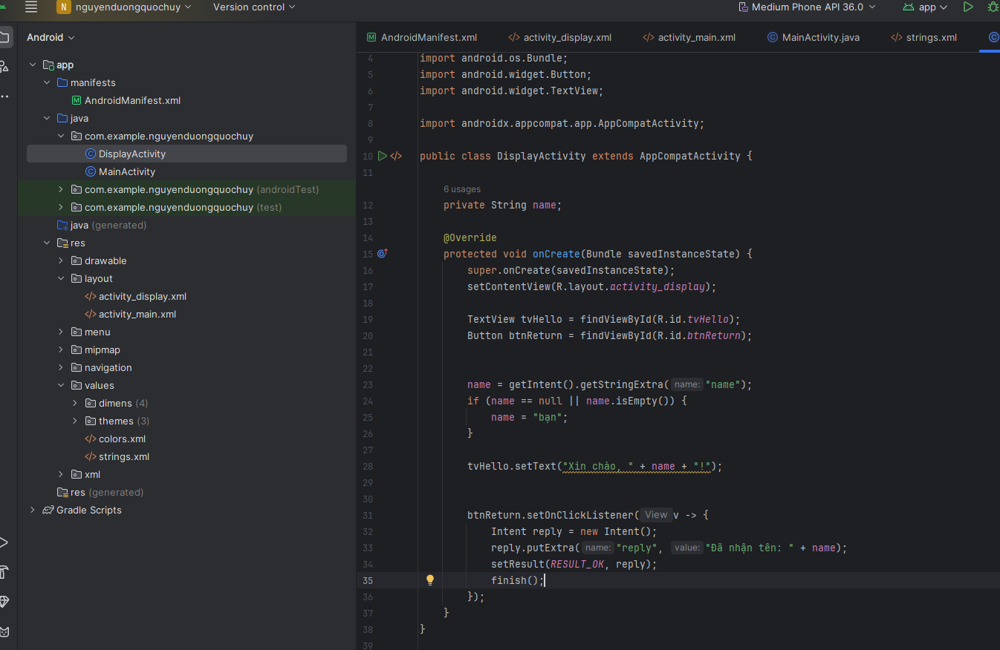 N nguyenduongquochuy Version control Medium Phone API 36.0 app
Android
AndroidManifest.xml activity_display.xml activity_main.xml MainActivity.java strings.xml
app
manifests
AndroidManifest.xml
java
com.example.nguyenduongquochuy
DisplayActivity
MainActivity
com.example.nguyenduongquochuy (androidTest)
com.example.nguyenduongquochuy (test)
java (generated)
res
drawable
layout
activity_display.xml
activity_main.xml
menu
mipmap
navigation
values
dimens (4)
themes (3)
colors.xml
strings.xml
xml
res (generated)
Gradle Scripts
4 import android.os.Bundle;
5 import android.widget.Button;
6 import android.widget.TextView;
7
8 import androidx.appcompat.app.AppCompatActivity;
9
10 public class DisplayActivity extends AppCompatActivity {
11
6 usages
12 private String name;
13
14 @Override
15 protected void onCreate(Bundle savedInstanceState) {
16 super.onCreate(savedInstanceState);
17 setContentView(R.layout.activity_display);
18
19 TextView tvHello = findViewById(R.id.tvHello);
20 Button btnReturn = findViewById(R.id.btnReturn);
21
22
23 name = getIntent().getStringExtra( name: "name");
24 if (name == null || name.isEmpty()) {
25 name = "bạn";
26 }
27
28 tvHello.setText("Xin chào, " + name + "!");
29
30
31 btnReturn.setOnClickListener( View v -> {
32 Intent reply = new Intent();
33 reply.putExtra( name: "reply", value: "Đã nhận tên: " + name);
34 setResult(RESULT_OK, reply);
35 finish();
36 });
37 }
38 }
39